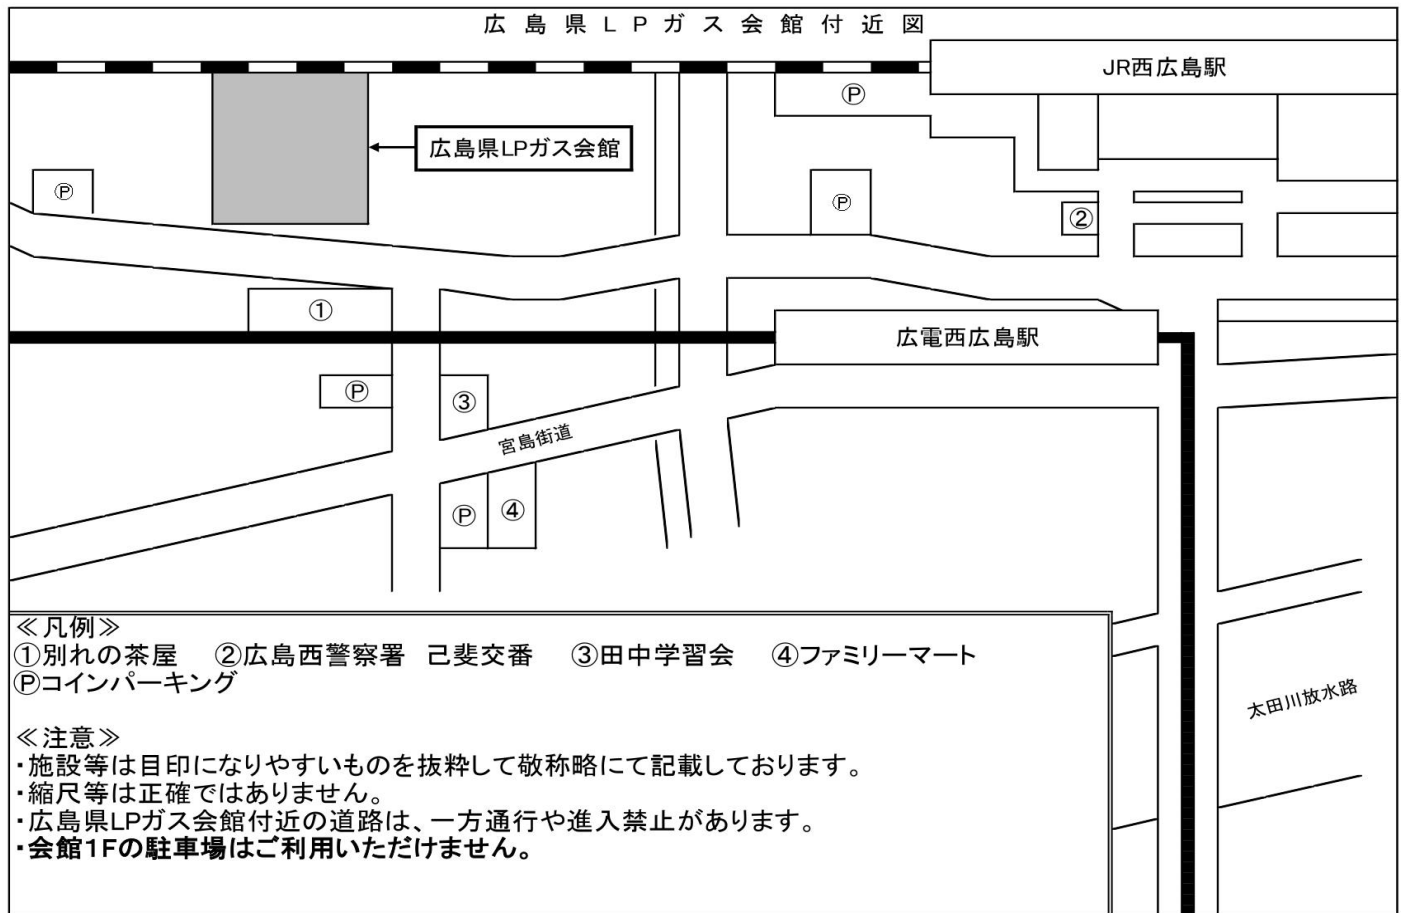 広島県LPガス会館付近図
JR西広島駅
Ⓟ
広島県LPガス会館
Ⓟ
Ⓟ
②
①
広電西広島駅
Ⓟ
③
宮島街道
Ⓟ
④
≪凡例≫
①別れの茶屋 ②広島西警察署 己斐交番 ③田中学習会 ④ファミリーマート
Ⓟコインパーキング
太田川放水路
≪注意≫
・施設等は目印になりやすいものを抜粋して敬称略にて記載しております。
・縮尺等は正確ではありません。
・広島県LPガス会館付近の道路は、一方通行や進入禁止があります。
・会館1Fの駐車場はご利用いただけません。